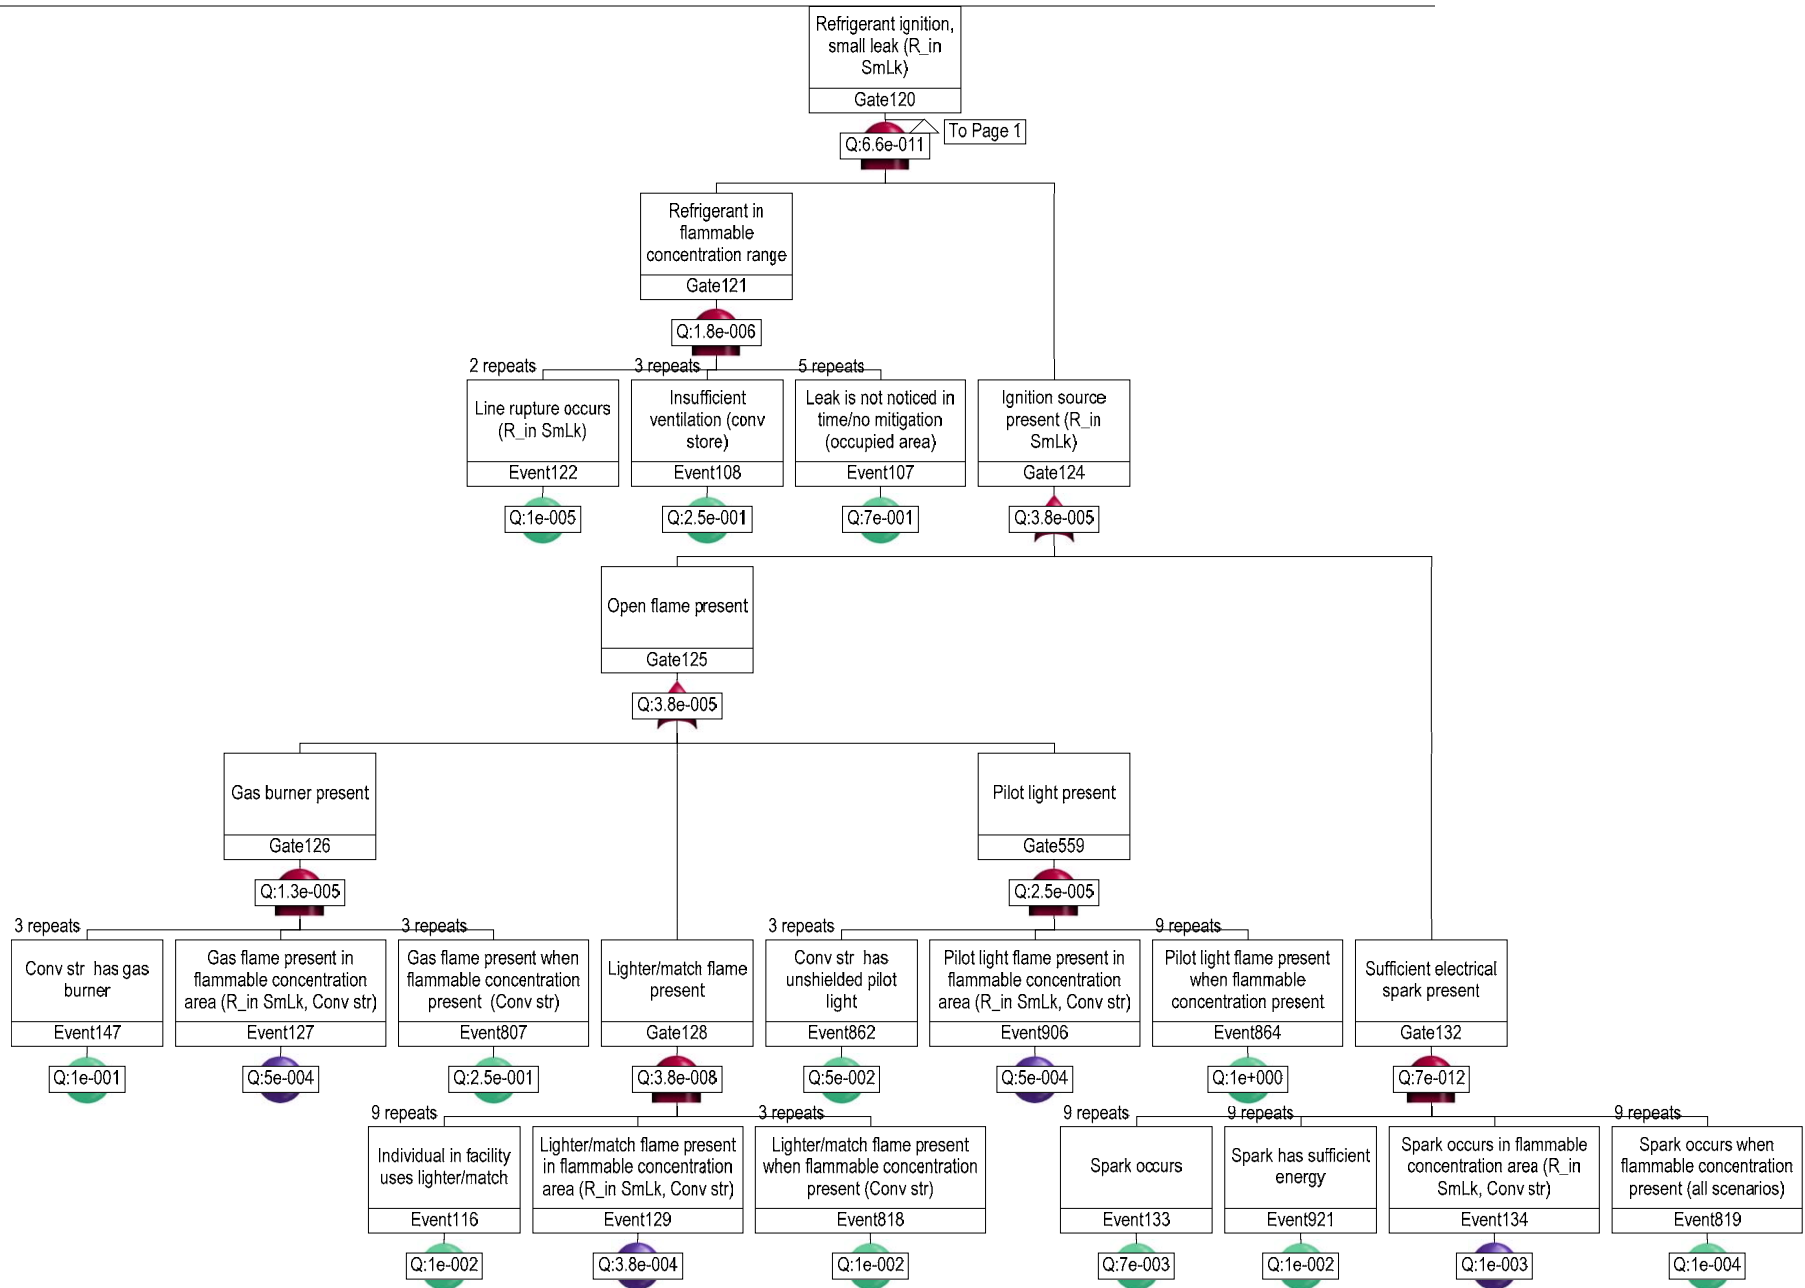 Refrigerant ignition,
small leak (R_in
SmLk)
Gate120
To Page 1
Q:6.6e-011
Refrigerant in
flammable
concentration range
Gate121
Q:1.8e-006
2 repeats
3 repeats
5 repeats
Line rupture occurs
(R_in SmLk)
Event122
Q:1e-005
Insufficient
ventilation (conv
store)
Event108
Q:2.5e-001
Leak is not noticed in
time/no mitigation
(occupied area)
Event107
Q:7e-001
Ignition source
present (R_in
SmLk)
Gate124
Q:3.8e-005
Open flame present
Gate125
Q:3.8e-005
Gas burner present
Gate126
Q:1.3e-005
Pilot light present
Gate559
Q:2.5e-005
3 repeats
3 repeats
3 repeats
9 repeats
Conv str has gas
burner
Event147
Q:1e-001
Gas flame present in
flammable concentration
area (R_in SmLk, Conv str)
Event127
Q:5e-004
Gas flame present when
flammable concentration
present (Conv str)
Event807
Q:2.5e-001
Lighter/match flame
present
Gate128
Q:3.8e-008
Conv str has
unshielded pilot
light
Event862
Q:5e-002
Pilot light flame present in
flammable concentration
area (R_in SmLk, Conv str)
Event906
Q:5e-004
Pilot light flame present
when flammable
concentration present
Event864
Q:1e+000
Sufficient electrical
spark present
Gate132
Q:7e-012
9 repeats
3 repeats
9 repeats
9 repeats
9 repeats
Individual in facility
uses lighter/match
Event116
Q:1e-002
Lighter/match flame present
in flammable concentration
area (R_in SmLk, Conv str)
Event129
Q:3.8e-004
Lighter/match flame present
when flammable concentration
present (Conv str)
Event818
Q:1e-002
Spark occurs
Event133
Q:7e-003
Spark has sufficient
energy
Event921
Q:1e-002
Spark occurs in flammable
concentration area (R_in
SmLk, Conv str)
Event134
Q:1e-003
Spark occurs when
flammable concentration
present (all scenarios)
Event819
Q:1e-004